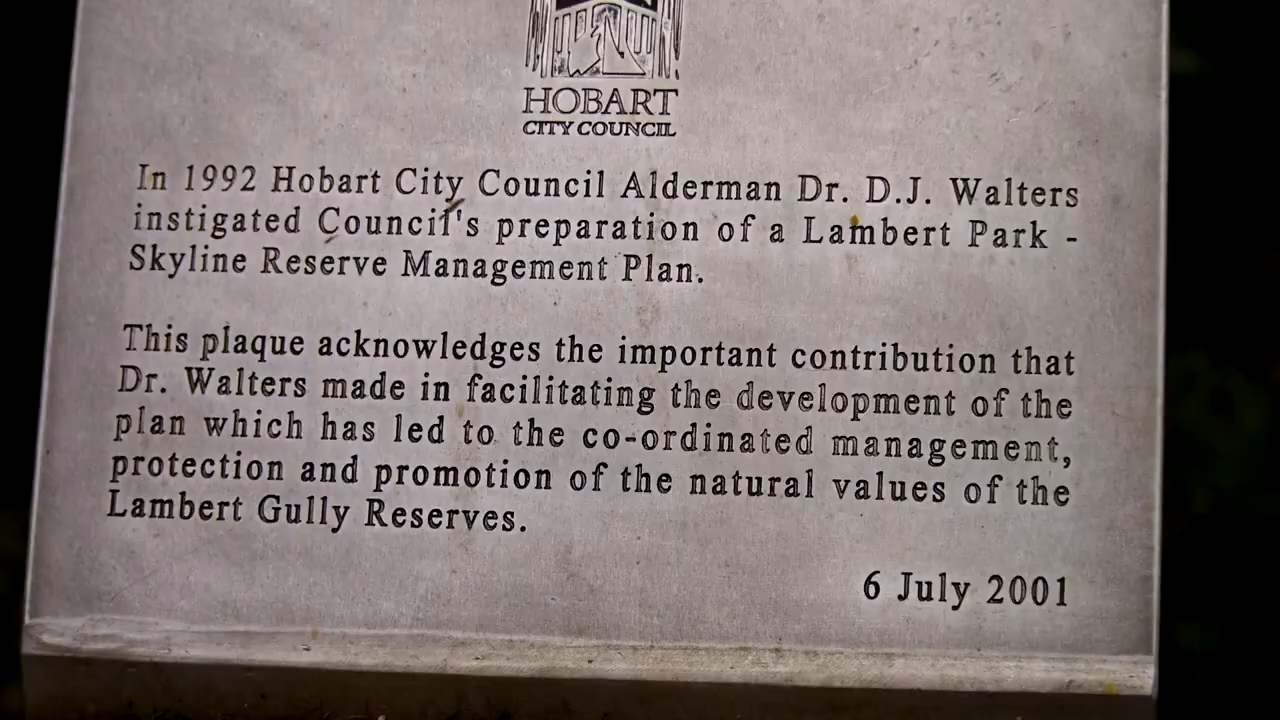 HOBART
CITY COUNCIL
In 1992 Hobart City Council Alderman Dr. D.J. Walters
instigated Council's preparation of a Lambert Park -
Skyline Reserve Management Plan.
This plaque acknowledges the important contribution that
Dr. Walters made in facilitating the development of the
plan which has led to the co-ordinated management,
protection and promotion of the natural values of the
Lambert Gully Reserves.
6 July 2001